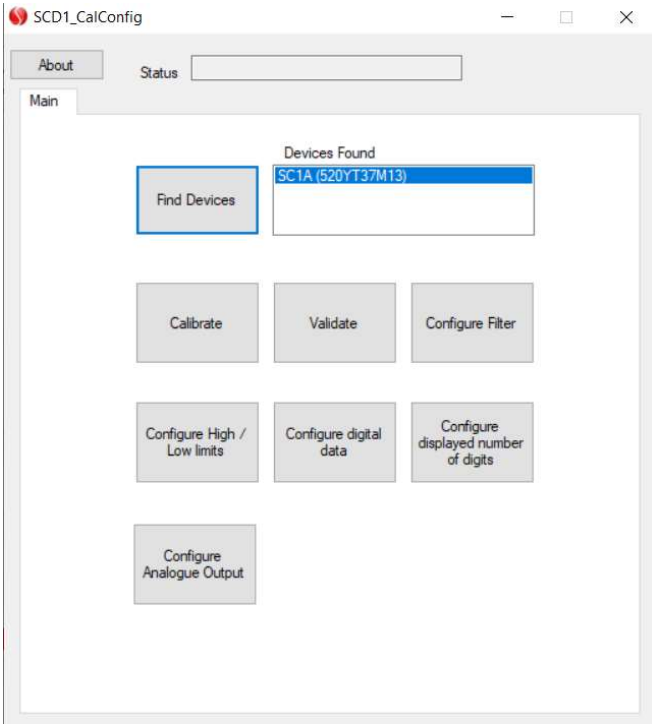 SCD1_CalConfig
About
Status
Main
Devices Found
Find Devices
SC1A (520YT37M13)
Calibrate
Validate
Configure Filter
Configure High /
Low limits
Configure digital
data
Configure
displayed number
of digits
Configure
Analogue Output